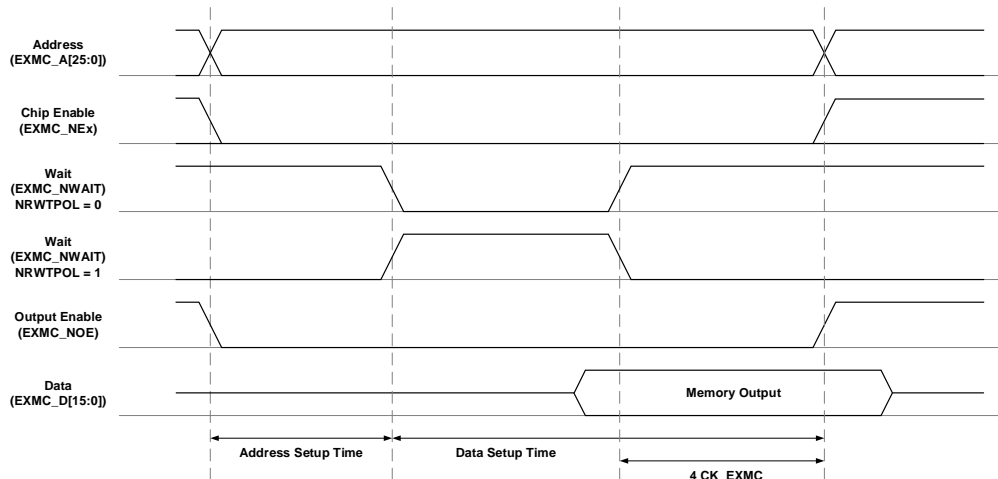 Address
(EXMC_A[25:0])
Chip Enable
(EXMC_NEx)
Wait
(EXMC_NWAIT)
NRWTPOL = 0
Wait
(EXMC_NWAIT)
NRWTPOL = 1
Output Enable
(EXMC_NOE)
Data
(EXMC_D[15:0])
Memory Output
Address Setup Time
Data Setup Time
4 CK_EXMC